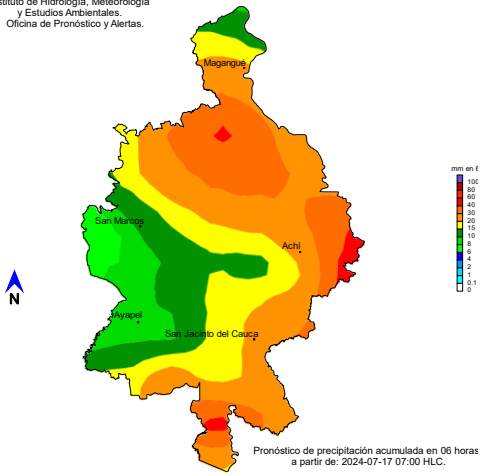 Instituto de Hidrología, Meteorología
y Estudios Ambientales.
Oficina de Pronóstico y Alertas.
Magangué
San Marcos
Achí
Ayapel
San Jacinto del Cauca
N
mm en 6
100
80
60
40
30
20
15
10
8
6
4
2
1
0.1
0
Pronóstico de precipitación acumulada en 06 horas
a partir de: 2024-07-17 07:00 HLC.